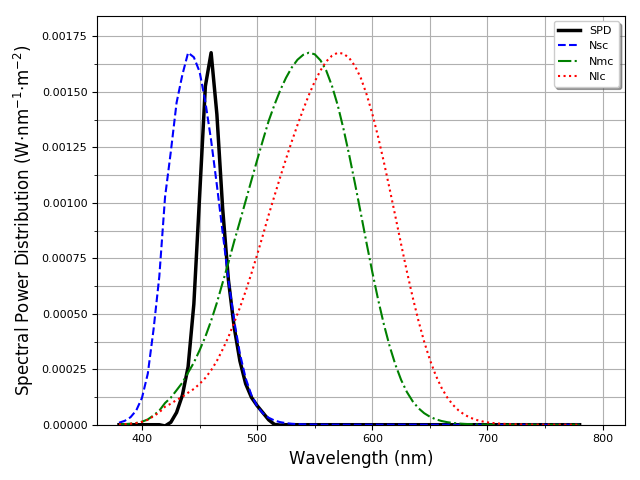 SPD
Nsc
Nmc
Nlc
Spectral Power Distribution (W·nm⁻¹·m⁻²)
0.00175
0.00150
0.00125
0.00100
0.00075
0.00050
0.00025
0.00000
400 500 600 700 800
Wavelength (nm)